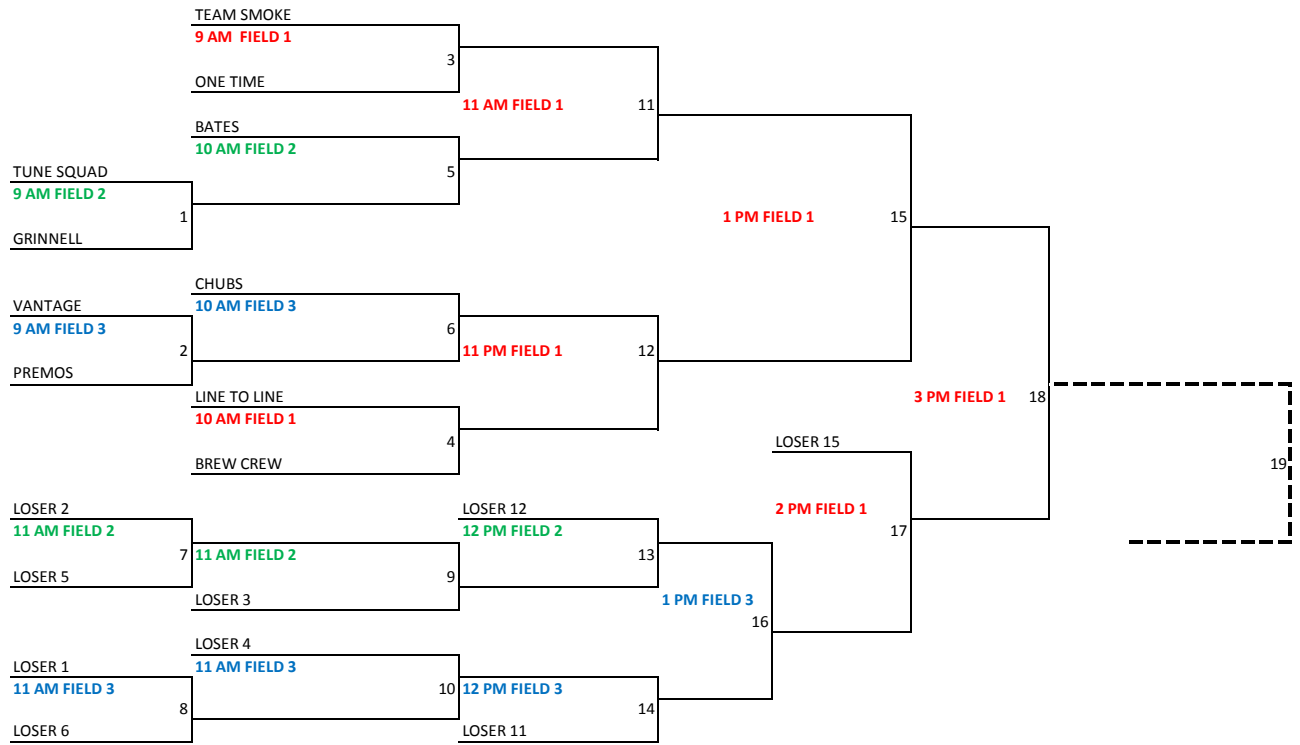 TEAM SMOKE
9 AM  FIELD 1
3
ONE TIME
11 AM FIELD 1
11
BATES
10 AM FIELD 2
5
TUNE SQUAD
9 AM FIELD 2
1
GRINNELL
1 PM FIELD 1
15
CHUBS
10 AM FIELD 3
6
VANTAGE
9 AM FIELD 3
2
PREMOS
11 PM FIELD 1
12
LINE TO LINE
10 AM FIELD 1
4
BREW CREW
3 PM FIELD 1
18
LOSER 15
19
LOSER 2
11 AM FIELD 2
7
LOSER 5
11 AM FIELD 2
9
LOSER 3
LOSER 12
12 PM FIELD 2
13
2 PM FIELD 1
17
1 PM FIELD 3
16
LOSER 4
11 AM FIELD 3
10
LOSER 1
11 AM FIELD 3
8
LOSER 6
12 PM FIELD 3
14
LOSER 11